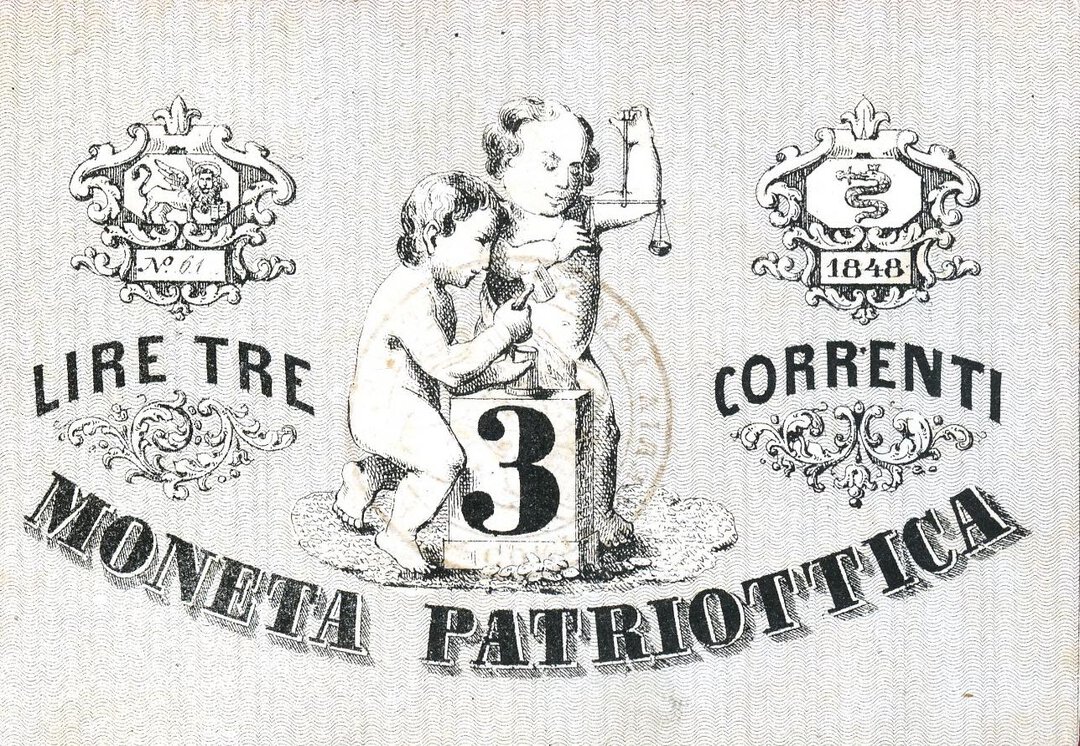 No. 61
1848
LIRE TRE
CORRENTI
3
MONETA PATRIOTTICA